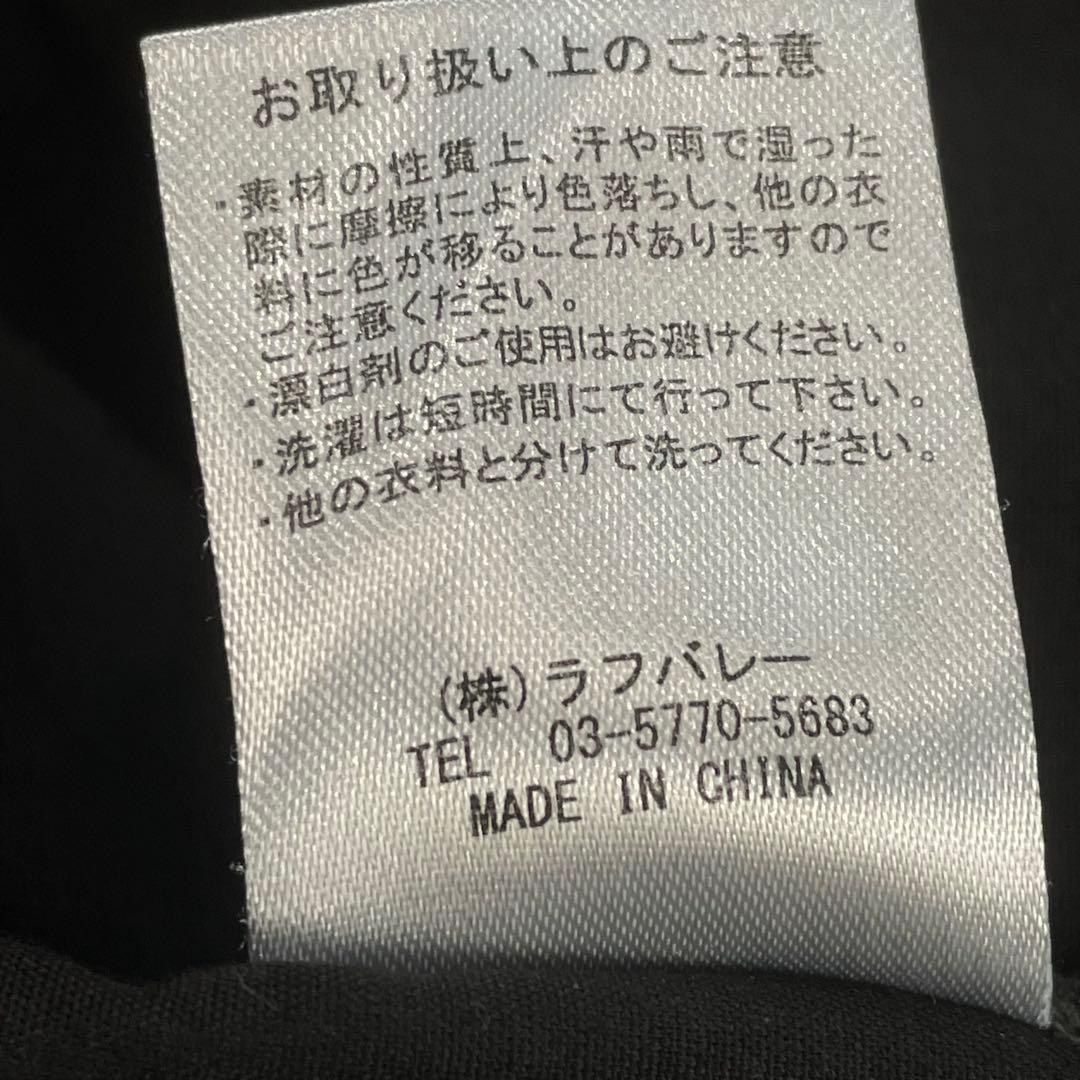 お取り扱い上のご注意
・素材の性質上、汗や雨で湿った
際に摩擦により色落ちし、他の衣
料に色が移ることがありますので
ご注意ください。
・漂白剤のご使用はお避けください。
・洗濯は短時間にて行って下さい。
・他の衣料と分けて洗ってください。
(株)ラフバレー
TEL 03-5770-5683
MADE IN CHINA